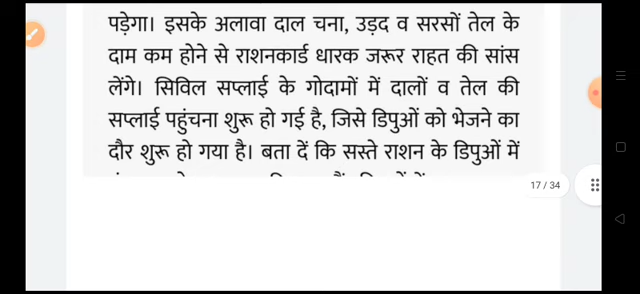 पड़ेगा। इसके अलावा दाल चना, उड़द व सरसों तेल के
दाम कम होने से राशनकार्ड धारक जरूर राहत की सांस
लेंगे। सिविल सप्लाई के गोदामों में दालों व तेल की
सप्लाई पहुंचना शुरू हो गई है, जिसे डिपुओं को भेजने का
दौर शुरू हो गया है। बता दें कि सस्ते राशन के डिपुओं में
17 / 34